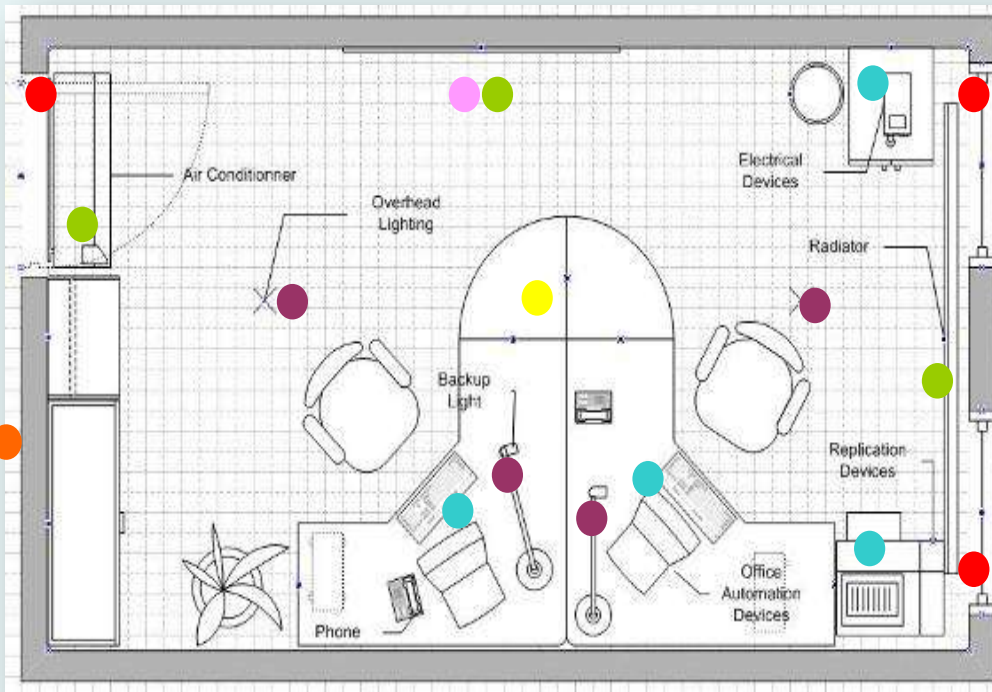 Electrical
Devices
Air Conditionner
Overhead
Lighting
Radiator
Backup
Light
Replication
Devices
Office
Automation
Devices
Phone